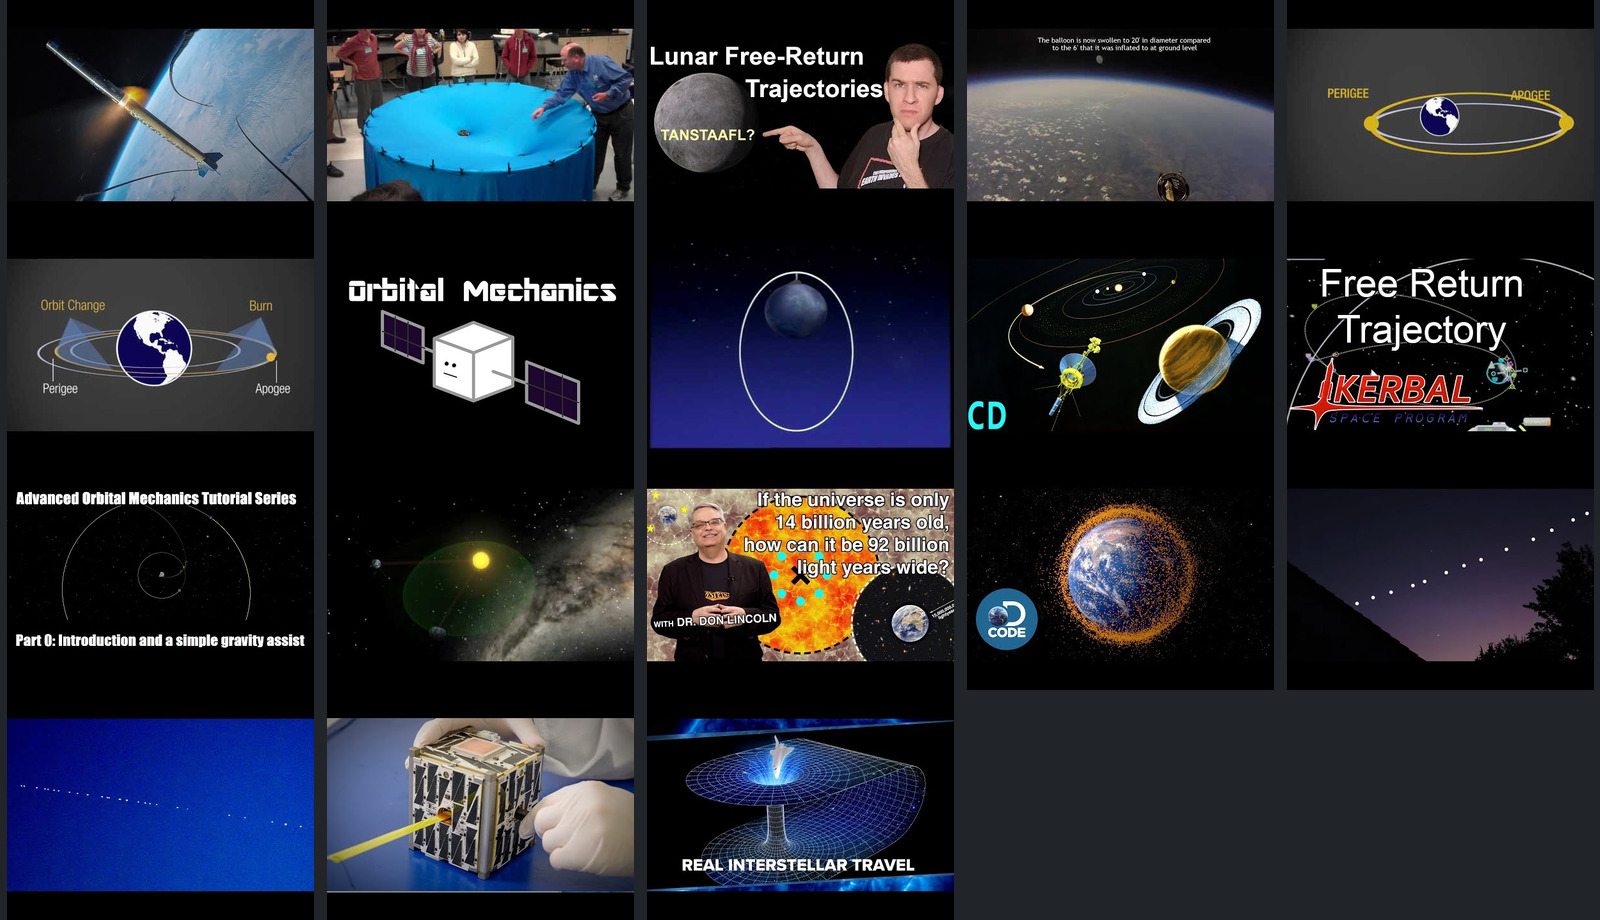 Lunar Free-Return
Trajectories
TANSTAAFL?
The balloon is now swollen to 20' in diameter compared
to the 6' that it was inflated to at ground level
PERIGEE
APOGEE
Orbit Change
Burn
Perigee
Apogee
Orbital Mechanics
CD
Free Return
Trajectory
KERBAL
SPACE PROGRAM
Advanced Orbital Mechanics Tutorial Series
Part 0: Introduction and a simple gravity assist
If the universe is only
14 billion years old,
how can it be 92 billion
light years wide?
WITH DR. DON LINCOLN
D
CODE
REAL INTERSTELLAR TRAVEL